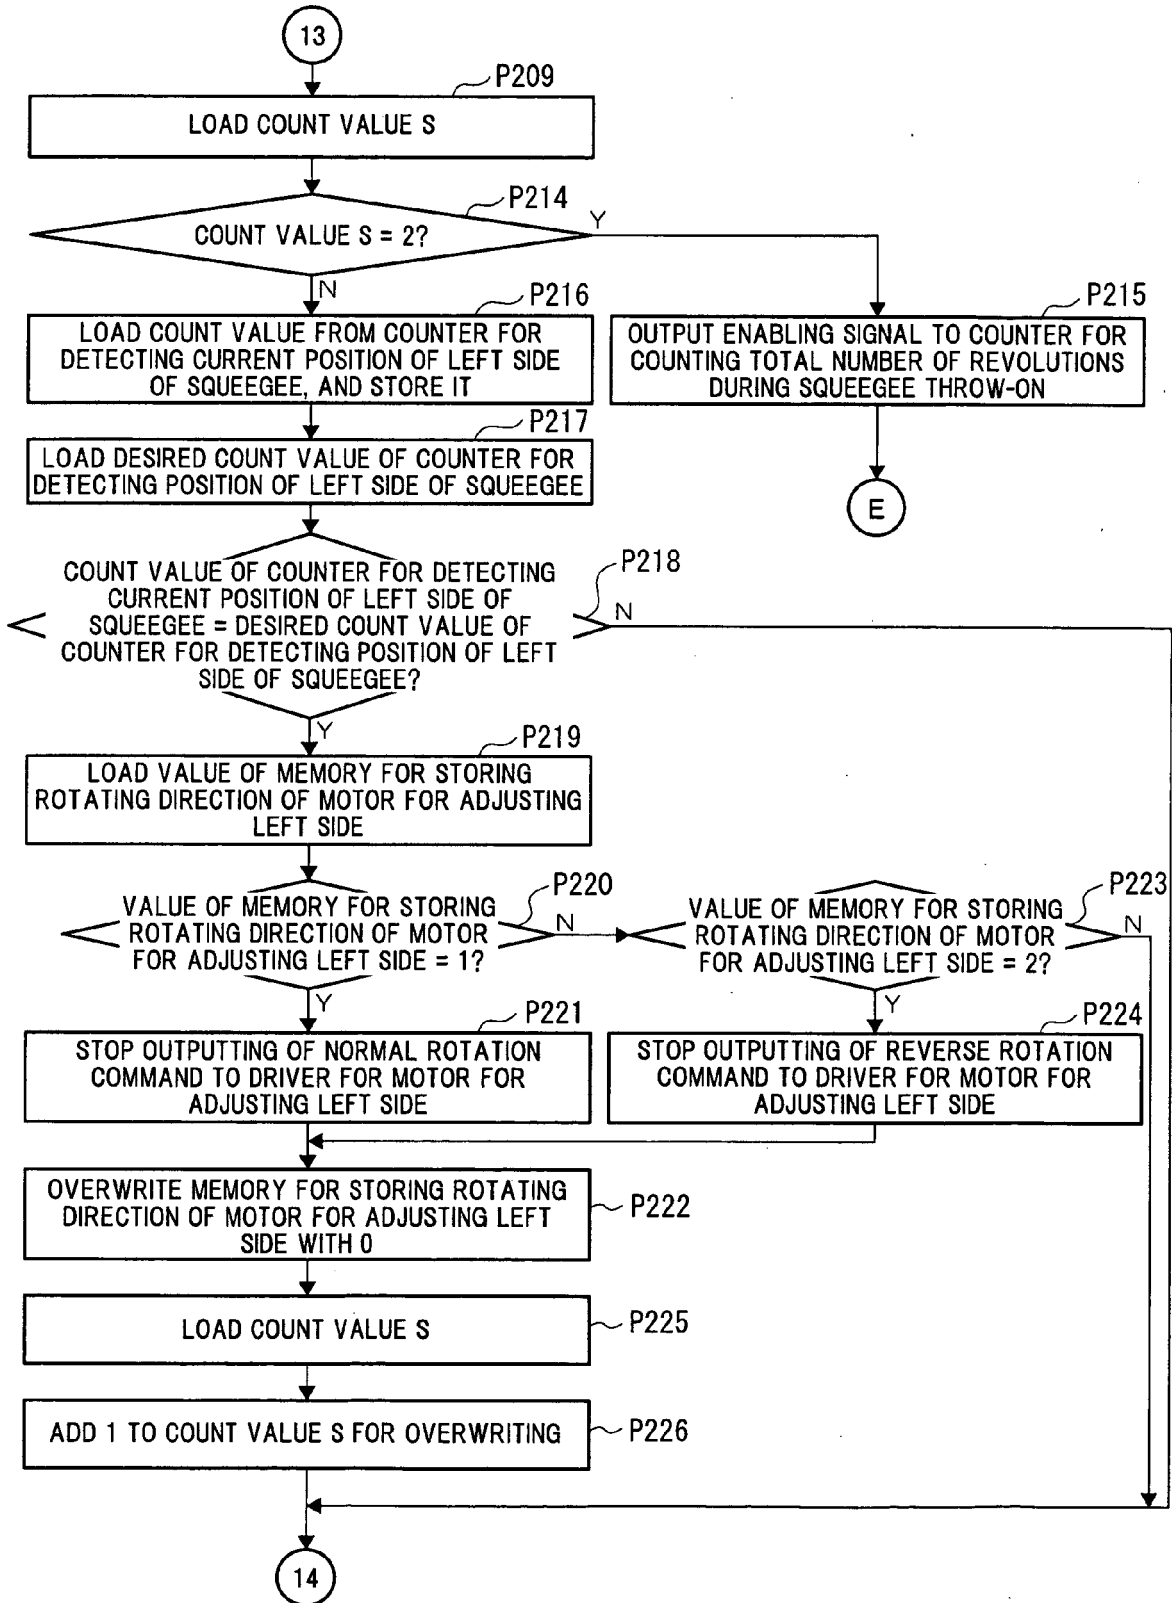 13
P209
LOAD COUNT VALUE S
P214
COUNT VALUE S = 2?
Y
N
P216
LOAD COUNT VALUE FROM COUNTER FOR
DETECTING CURRENT POSITION OF LEFT SIDE
OF SQUEEGEE, AND STORE IT
P215
OUTPUT ENABLING SIGNAL TO COUNTER FOR
COUNTING TOTAL NUMBER OF REVOLUTIONS
DURING SQUEEGEE THROW-ON
P217
LOAD DESIRED COUNT VALUE OF COUNTER FOR
DETECTING POSITION OF LEFT SIDE OF SQUEEGEE
E
P218
COUNT VALUE OF COUNTER FOR DETECTING
CURRENT POSITION OF LEFT SIDE OF
SQUEEGEE = DESIRED COUNT VALUE OF
COUNTER FOR DETECTING POSITION OF LEFT
SIDE OF SQUEEGEE?
N
Y
P219
LOAD VALUE OF MEMORY FOR STORING
ROTATING DIRECTION OF MOTOR FOR ADJUSTING
LEFT SIDE
P220
VALUE OF MEMORY FOR STORING
ROTATING DIRECTION OF MOTOR
FOR ADJUSTING LEFT SIDE = 1?
N
Y
P223
VALUE OF MEMORY FOR STORING
ROTATING DIRECTION OF MOTOR
FOR ADJUSTING LEFT SIDE = 2?
N
Y
P221
STOP OUTPUTTING OF NORMAL ROTATION
COMMAND TO DRIVER FOR MOTOR FOR
ADJUSTING LEFT SIDE
P224
STOP OUTPUTTING OF REVERSE ROTATION
COMMAND TO DRIVER FOR MOTOR FOR
ADJUSTING LEFT SIDE
OVERWRITE MEMORY FOR STORING ROTATING
DIRECTION OF MOTOR FOR ADJUSTING LEFT
SIDE WITH 0
P222
LOAD COUNT VALUE S
P225
ADD 1 TO COUNT VALUE S FOR OVERWRITING
P226
14